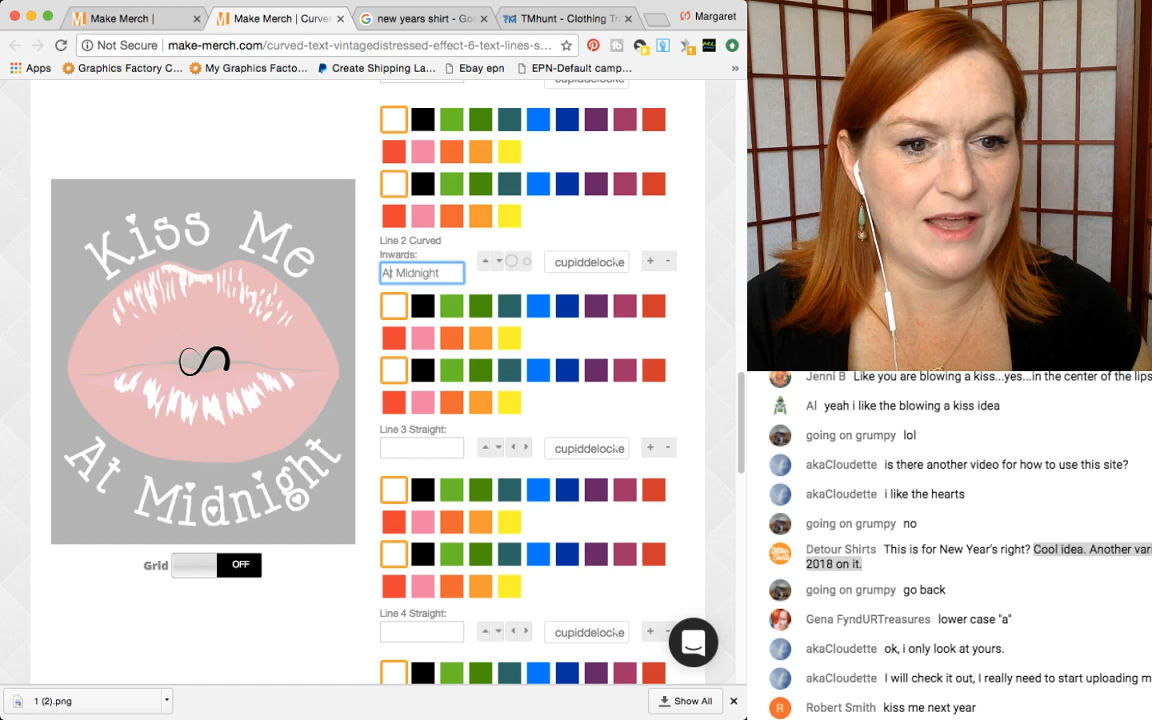 Make Merch |
Make Merch | Curve
new years shirt - Go
TMhunt - Clothing T
Margaret
Not Secure
make-merch.com/curved-text-vintagedistressed-effect-6-text-lines-s...
Apps
Graphics Factory C...
My Graphics Facto...
Create Shipping La...
Ebay epn
EPN-Default camp...
»
cupiddelocke
Line 2 Curved
Inwards:
At Midnight
cupiddelocke
+ -
Kiss Me
At Midnight
Line 3 Straight:
cupiddelocke
+ -
Grid
OFF
Line 4 Straight:
cupiddelocke
+ -
1 (2).png
Show All
Jenni B Like you are blowing a kiss...yes...in the center of the lips
Al yeah i like the blowing a kiss idea
going on grumpy lol
akaCloudette is there another video for how to use this site?
akaCloudette i like the hearts
going on grumpy no
Detour Shirts This is for New Year's right? Cool idea. Another vari
2018 on it.
going on grumpy go back
Gena FyndURTreasures lower case "a"
akaCloudette ok, i only look at yours.
akaCloudette I will check it out, I really need to start uploading m
R
Robert Smith kiss me next year